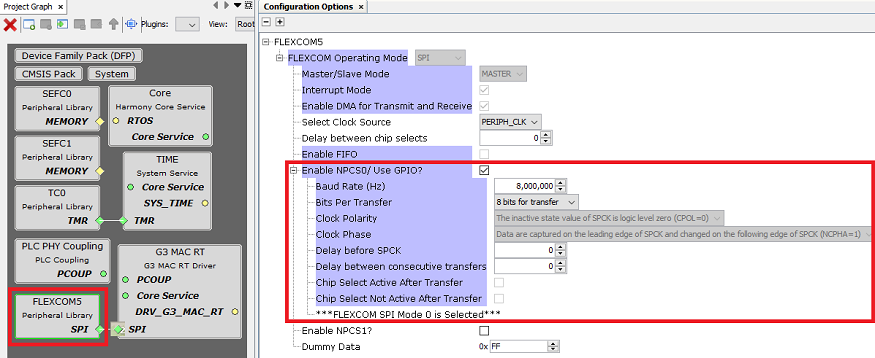 Project Graph
Plugins:
View:
Root
Device Family Pack (DFP)
CMSIS Pack
System
SEFC0
Peripheral Library
MEMORY
Core
Harmony Core Service
RTOS
Core Service
SEFC1
Peripheral Library
MEMORY
TIME
System Service
Core Service
SYS_TIME
TMR
TC0
Peripheral Library
TMR
PLC PHY Coupling
PLC Coupling
PCOUP
G3 MAC RT
G3 MAC RT Driver
PCOUP
Core Service
DRV_G3_MAC_RT
SPI
FLEXCOM5
Peripheral Library
SPI
Configuration Options
FLEXCOM5
FLEXCOM Operating Mode SPI
Master/Slave Mode MASTER
Interrupt Mode
Enable DMA for Transmit and Receive
Select Clock Source PERIPH_CLK
Delay between chip selects 0
Enable FIFO
Enable NPCS0/ Use GPIO?
Baud Rate (Hz) 8,000,000
Bits Per Transfer 8 bits for transfer
Clock Polarity The inactive state value of SPCK is logic level zero (CPOL=0)
Clock Phase Data are captured on the leading edge of SPCK and changed on the following edge of SPCK (NCPHA=1)
Delay before SPCK 0
Delay between consecutive transfers 0
Chip Select Active After Transfer
Chip Select Not Active After Transfer
***FLEXCOM SPI Mode 0 is Selected***
Enable NPCS1?
Dummy Data 0x FF